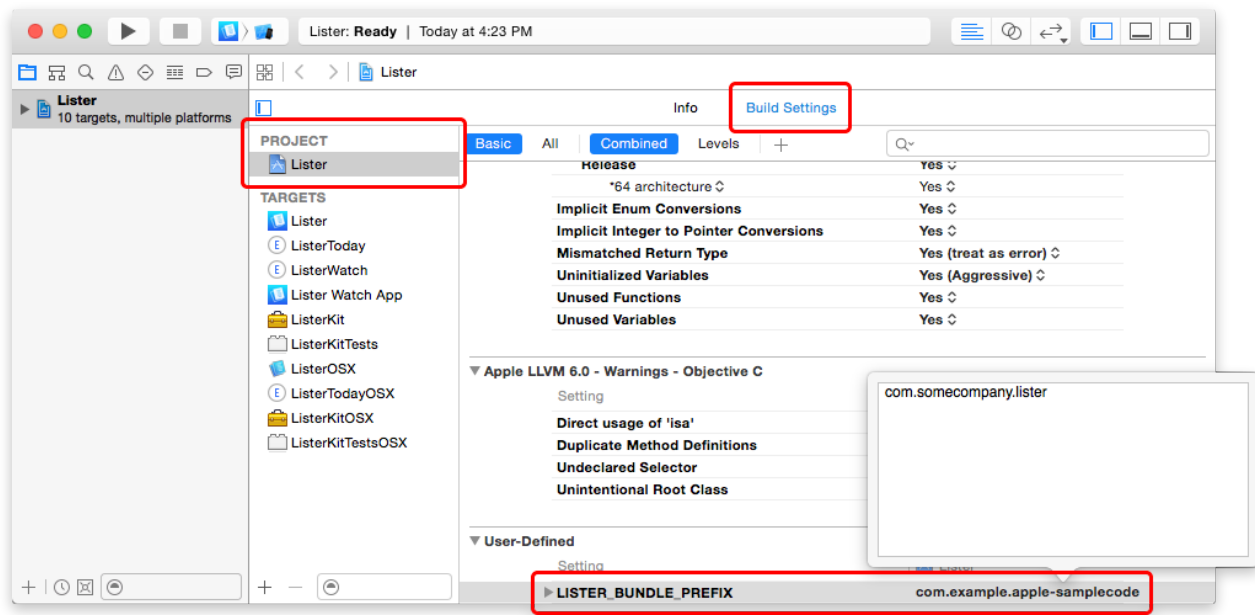 Lister: Ready | Today at 4:23 PM
Lister
Lister
10 targets, multiple platforms
Info
Build Settings
PROJECT
Lister
TARGETS
Lister
E ListerToday
E ListerWatch
Lister Watch App
ListerKit
ListerKitTests
ListerOSX
E ListerTodayOSX
ListerKitOSX
ListerKitTestsOSX
Basic All Combined Levels
Release Yes
*64 architecture Yes
Implicit Enum Conversions Yes
Implicit Integer to Pointer Conversions Yes
Mismatched Return Type Yes (treat as error)
Uninitialized Variables Yes (Aggressive)
Unused Functions Yes
Unused Variables Yes
Apple LLVM 6.0 - Warnings - Objective C
Setting
Direct usage of 'isa'
Duplicate Method Definitions
Undeclared Selector
Unintentional Root Class
com.somecompany.lister
User-Defined
Setting Lister
LISTER_BUNDLE_PREFIX com.example.apple-samplecode